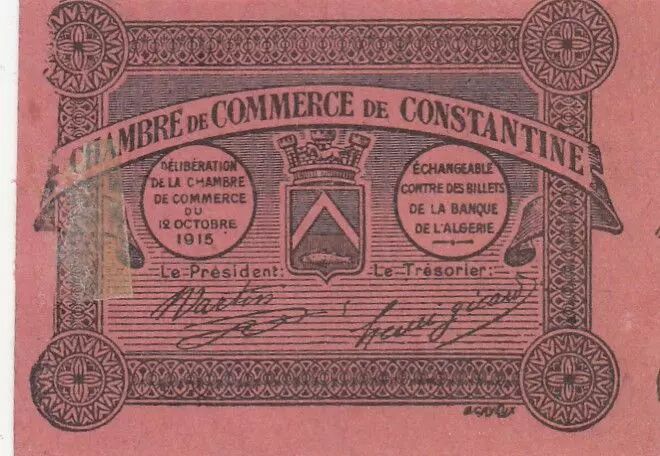 CHAMBRE DE COMMERCE DE CONSTANTINE
DÉLIBÉRATION
DE LA CHAMBRE
DE COMMERCE
DU
12 OCTOBRE
1915
ÉCHANGEABLE
CONTRE DES BILLETS
DE LA BANQUE
DE L'ALGERIE
Le Président:
Le Trésorier:
Martin